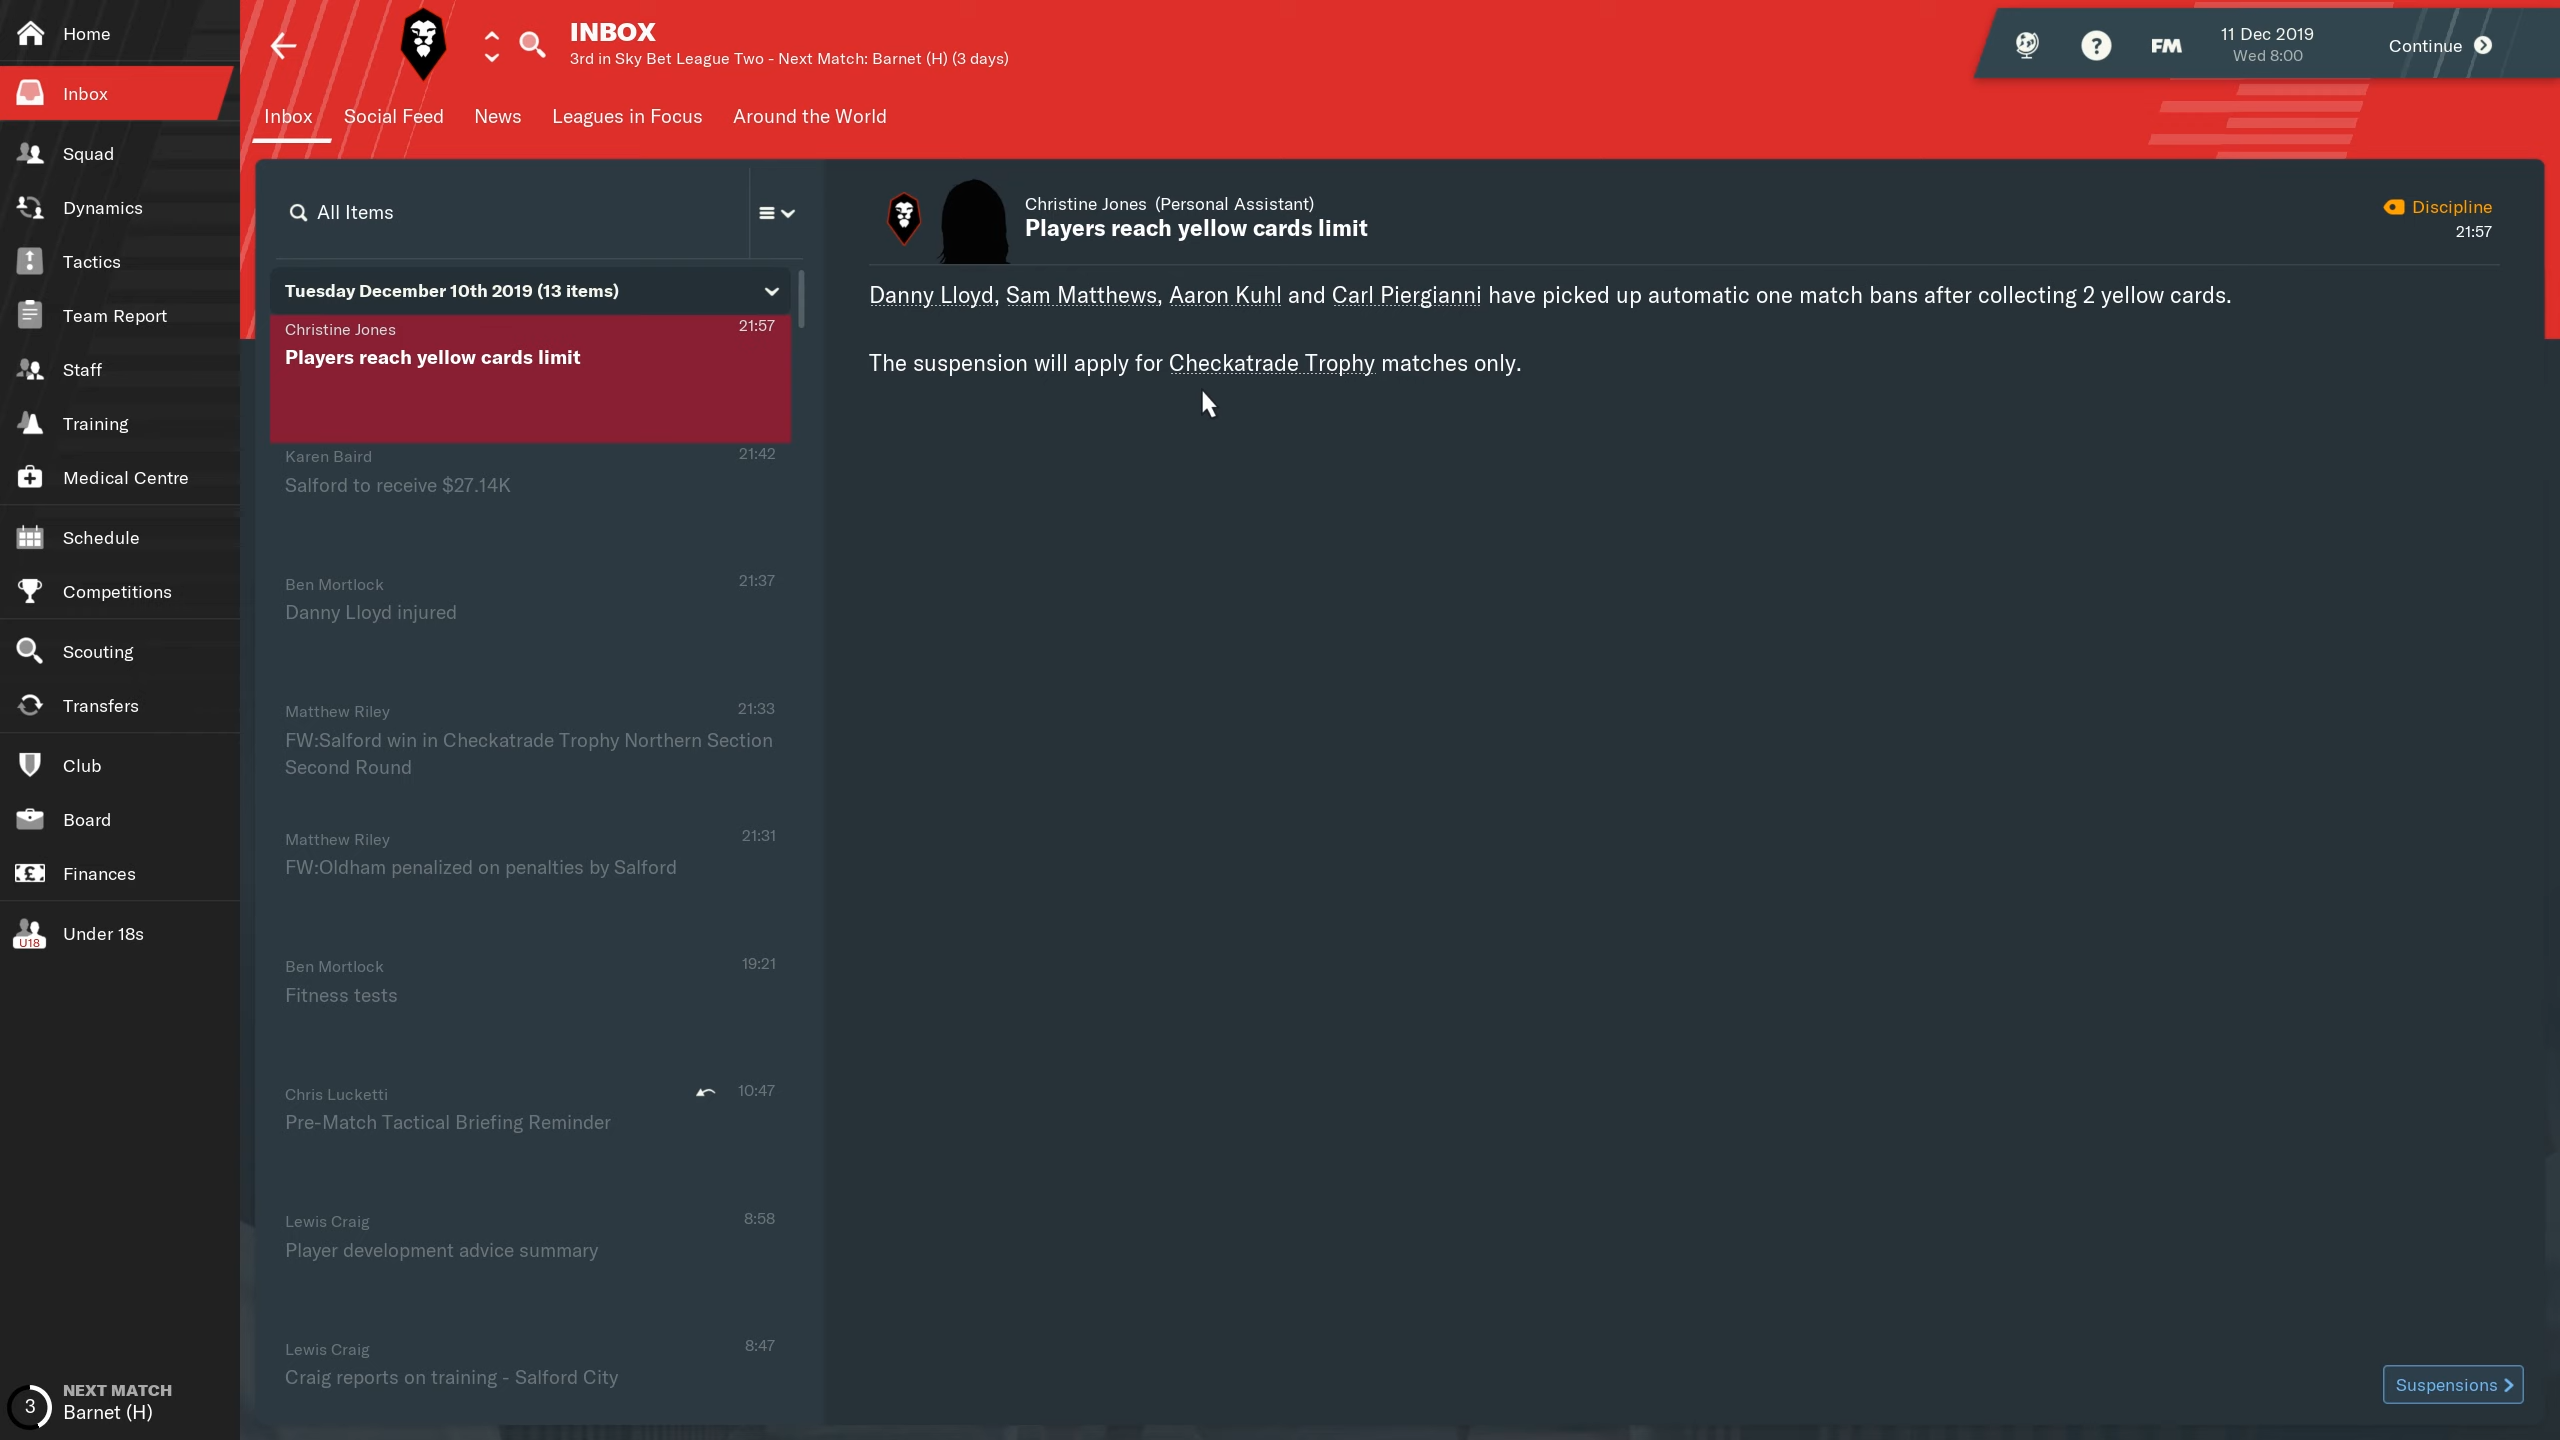 Home
Inbox
Squad
Dynamics
Tactics
Team Report
Staff
Training
Medical Centre
Schedule
Competitions
Scouting
Transfers
Club
Board
Finances
U18
Under 18s
3
NEXT MATCH
Barnet (H)
INBOX
3rd in Sky Bet League Two - Next Match: Barnet (H) (3 days)
?
FM
11 Dec 2019
Wed 8:00
Continue
Inbox
Social Feed
News
Leagues in Focus
Around the World
All Items
Tuesday December 10th 2019 (13 items)
Christine Jones
21:57
Players reach yellow cards limit
Karen Baird
21:42
Salford to receive $27.14K
Ben Mortlock
21:37
Danny Lloyd injured
Matthew Riley
21:33
FW:Salford win in Checkatrade Trophy Northern Section
Second Round
Matthew Riley
21:31
FW:Oldham penalized on penalties by Salford
Ben Mortlock
19:21
Fitness tests
Chris Lucketti
10:47
Pre-Match Tactical Briefing Reminder
Lewis Craig
8:58
Player development advice summary
Lewis Craig
8:47
Craig reports on training - Salford City
Christine Jones (Personal Assistant)
Players reach yellow cards limit
Discipline
21:57
Danny Lloyd, Sam Matthews, Aaron Kuhl and Carl Piergianni have picked up automatic one match bans after collecting 2 yellow cards.
The suspension will apply for Checkatrade Trophy matches only.
Suspensions